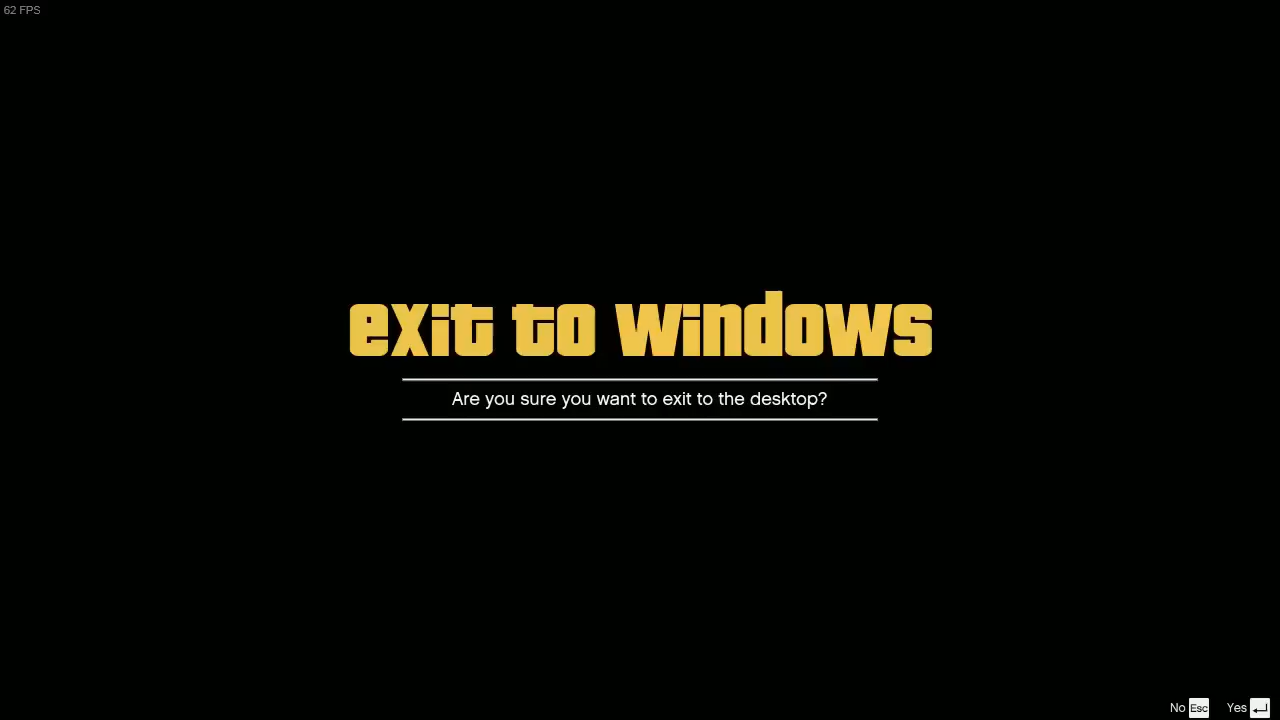 62 FPS
exit to windows
Are you sure you want to exit to the desktop?
No Esc Yes